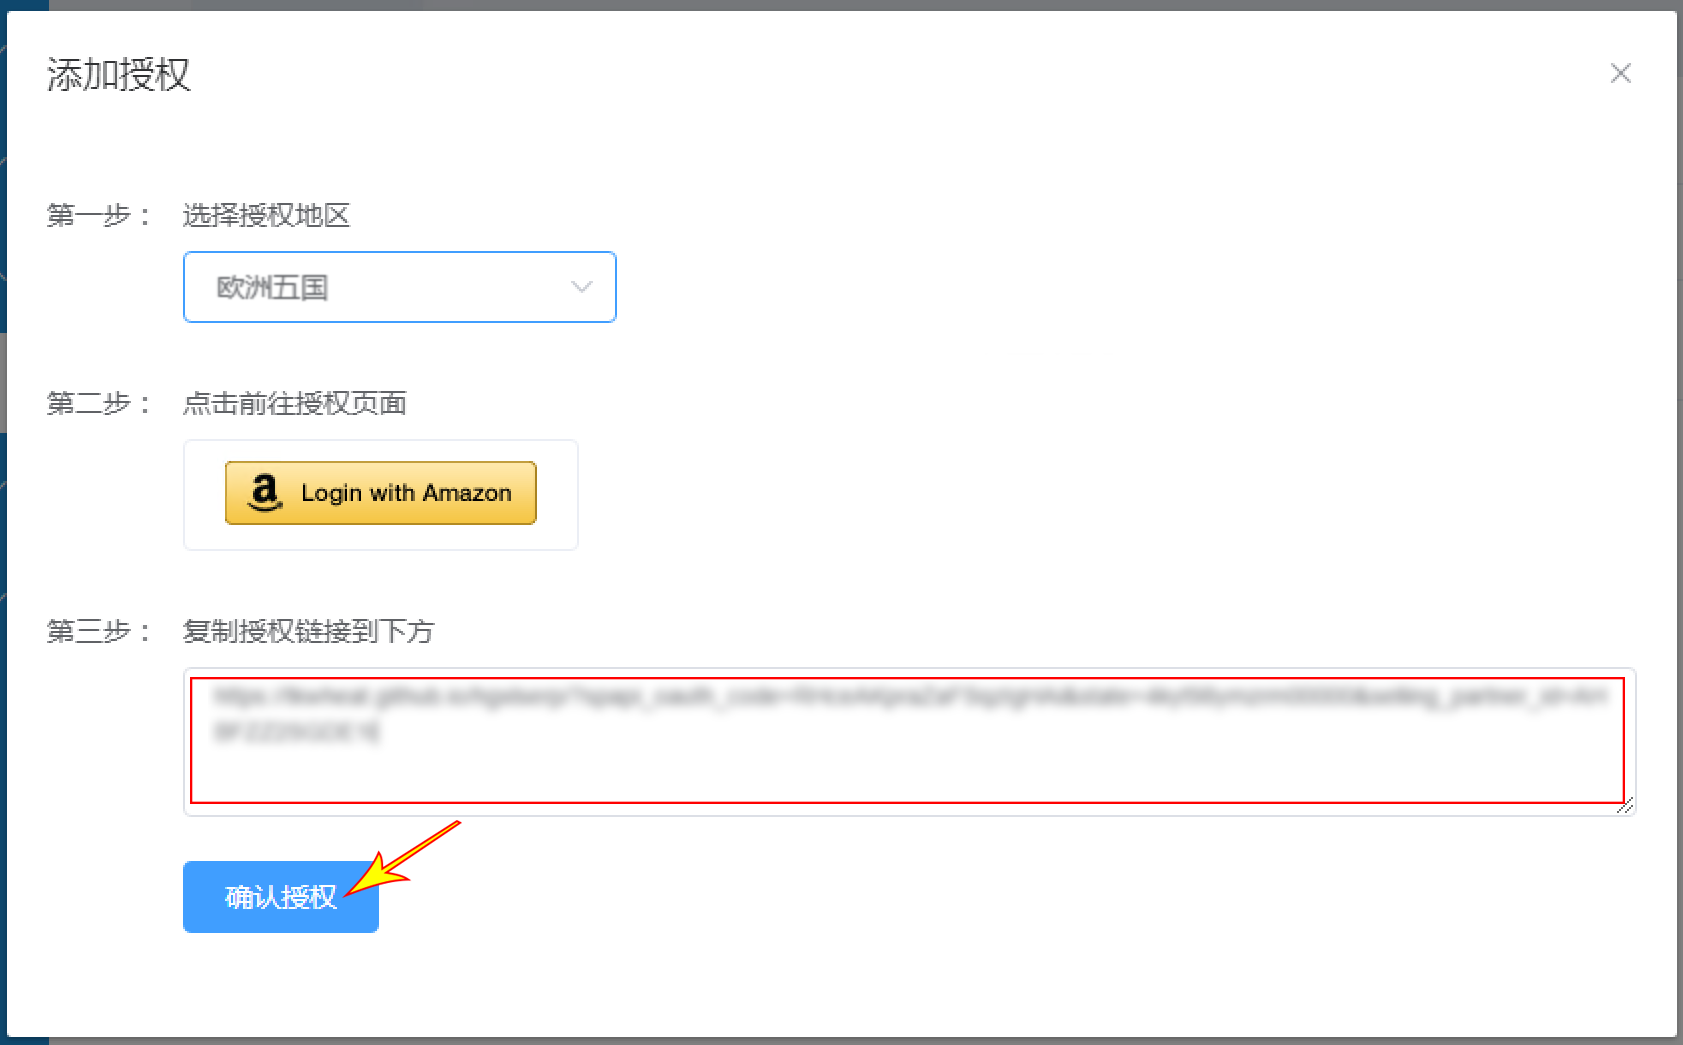 添加授权
第一步： 选择授权地区
欧洲五国
第二步： 点击前往授权页面
a Login with Amazon
第三步： 复制授权链接到下方
确认授权